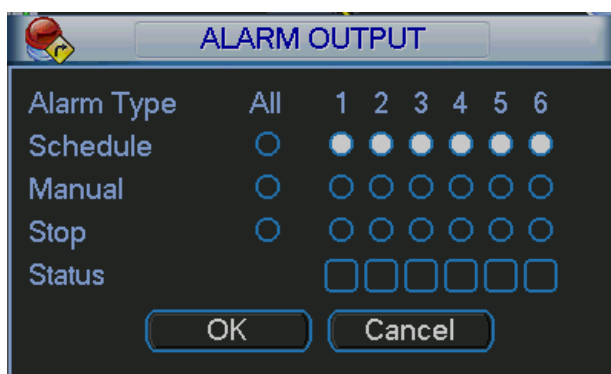 ALARM OUTPUT
Alarm Type All 1 2 3 4 5 6
Schedule
Manual
Stop
Status
OK Cancel